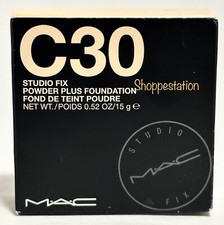 C30
Shoppestation
STUDIO FIX
POWDER PLUS FOUNDATION
FOND DE TEINT POUDRE
NET WT./POIDS 0.52 OZ/15 g ℮
STUDIO
MAC
FIX
MAC